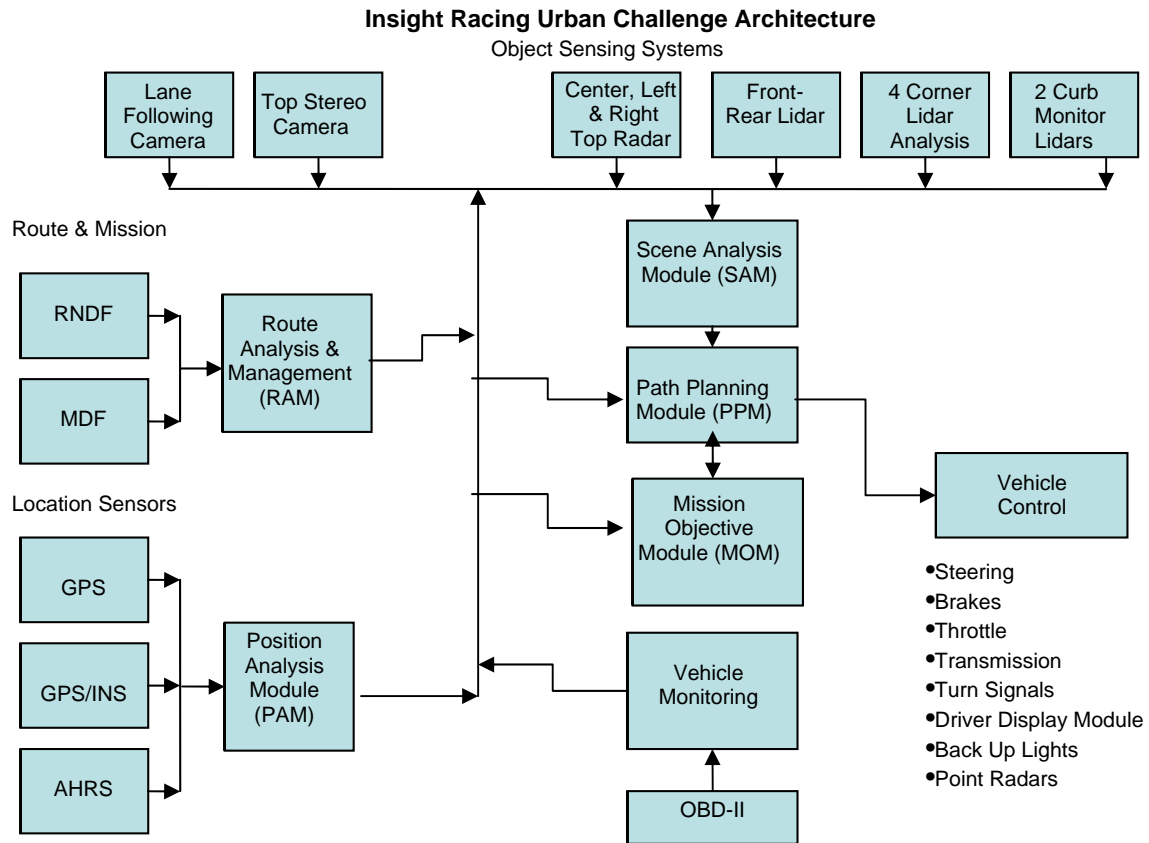 Insight Racing Urban Challenge Architecture
Object Sensing Systems
Lane
Following
Camera
Top Stereo
Camera
Center, Left
& Right
Top Radar
Front-
Rear Lidar
4 Corner
Lidar
Analysis
2 Curb
Monitor
Lidars
Route & Mission
RNDF
MDF
Route
Analysis &
Management
(RAM)
Scene Analysis
Module (SAM)
Path Planning
Module (PPM)
Mission
Objective
Module (MOM)
Vehicle
Control
•Steering
•Brakes
•Throttle
•Transmission
•Turn Signals
•Driver Display Module
•Back Up Lights
•Point Radars
Location Sensors
GPS
GPS/INS
AHRS
Position
Analysis
Module
(PAM)
Vehicle
Monitoring
OBD-II